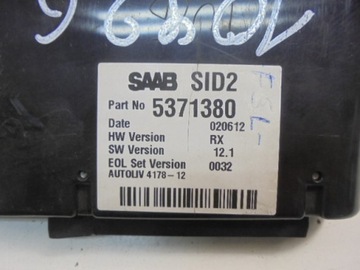 SAAB SID2
Part No 5371380
Date 020612
HW Version RX
SW Version 12.1
EOL Set Version 0032
AUTOLIV 4178-12